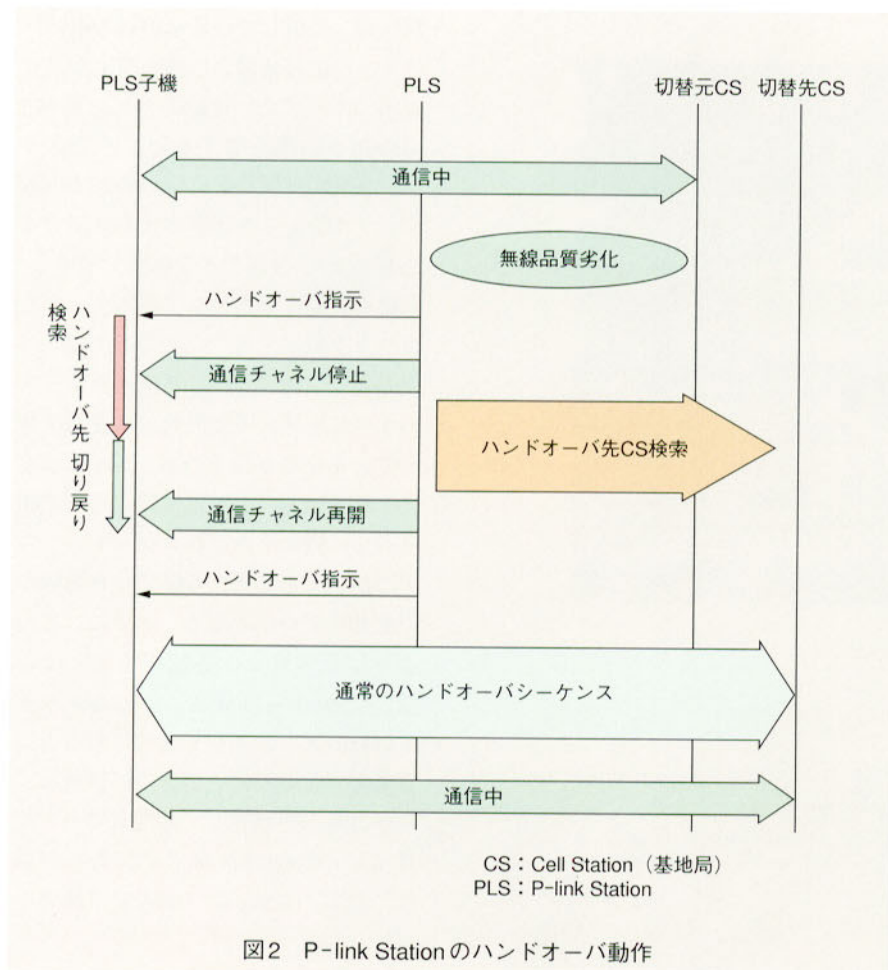 PLS子機 PLS 切替元CS 切替先CS
通信中
無線品質劣化
ハンドオーバ指示
ハンドオーバ先検索
通信チャネル停止
ハンドオーバ先CS検索
切り戻り
通信チャネル再開
ハンドオーバ指示
通常のハンドオーバシーケンス
通信中
CS：Cell Station（基地局）
PLS：P-link Station
図2 P-link Stationのハンドオーバ動作